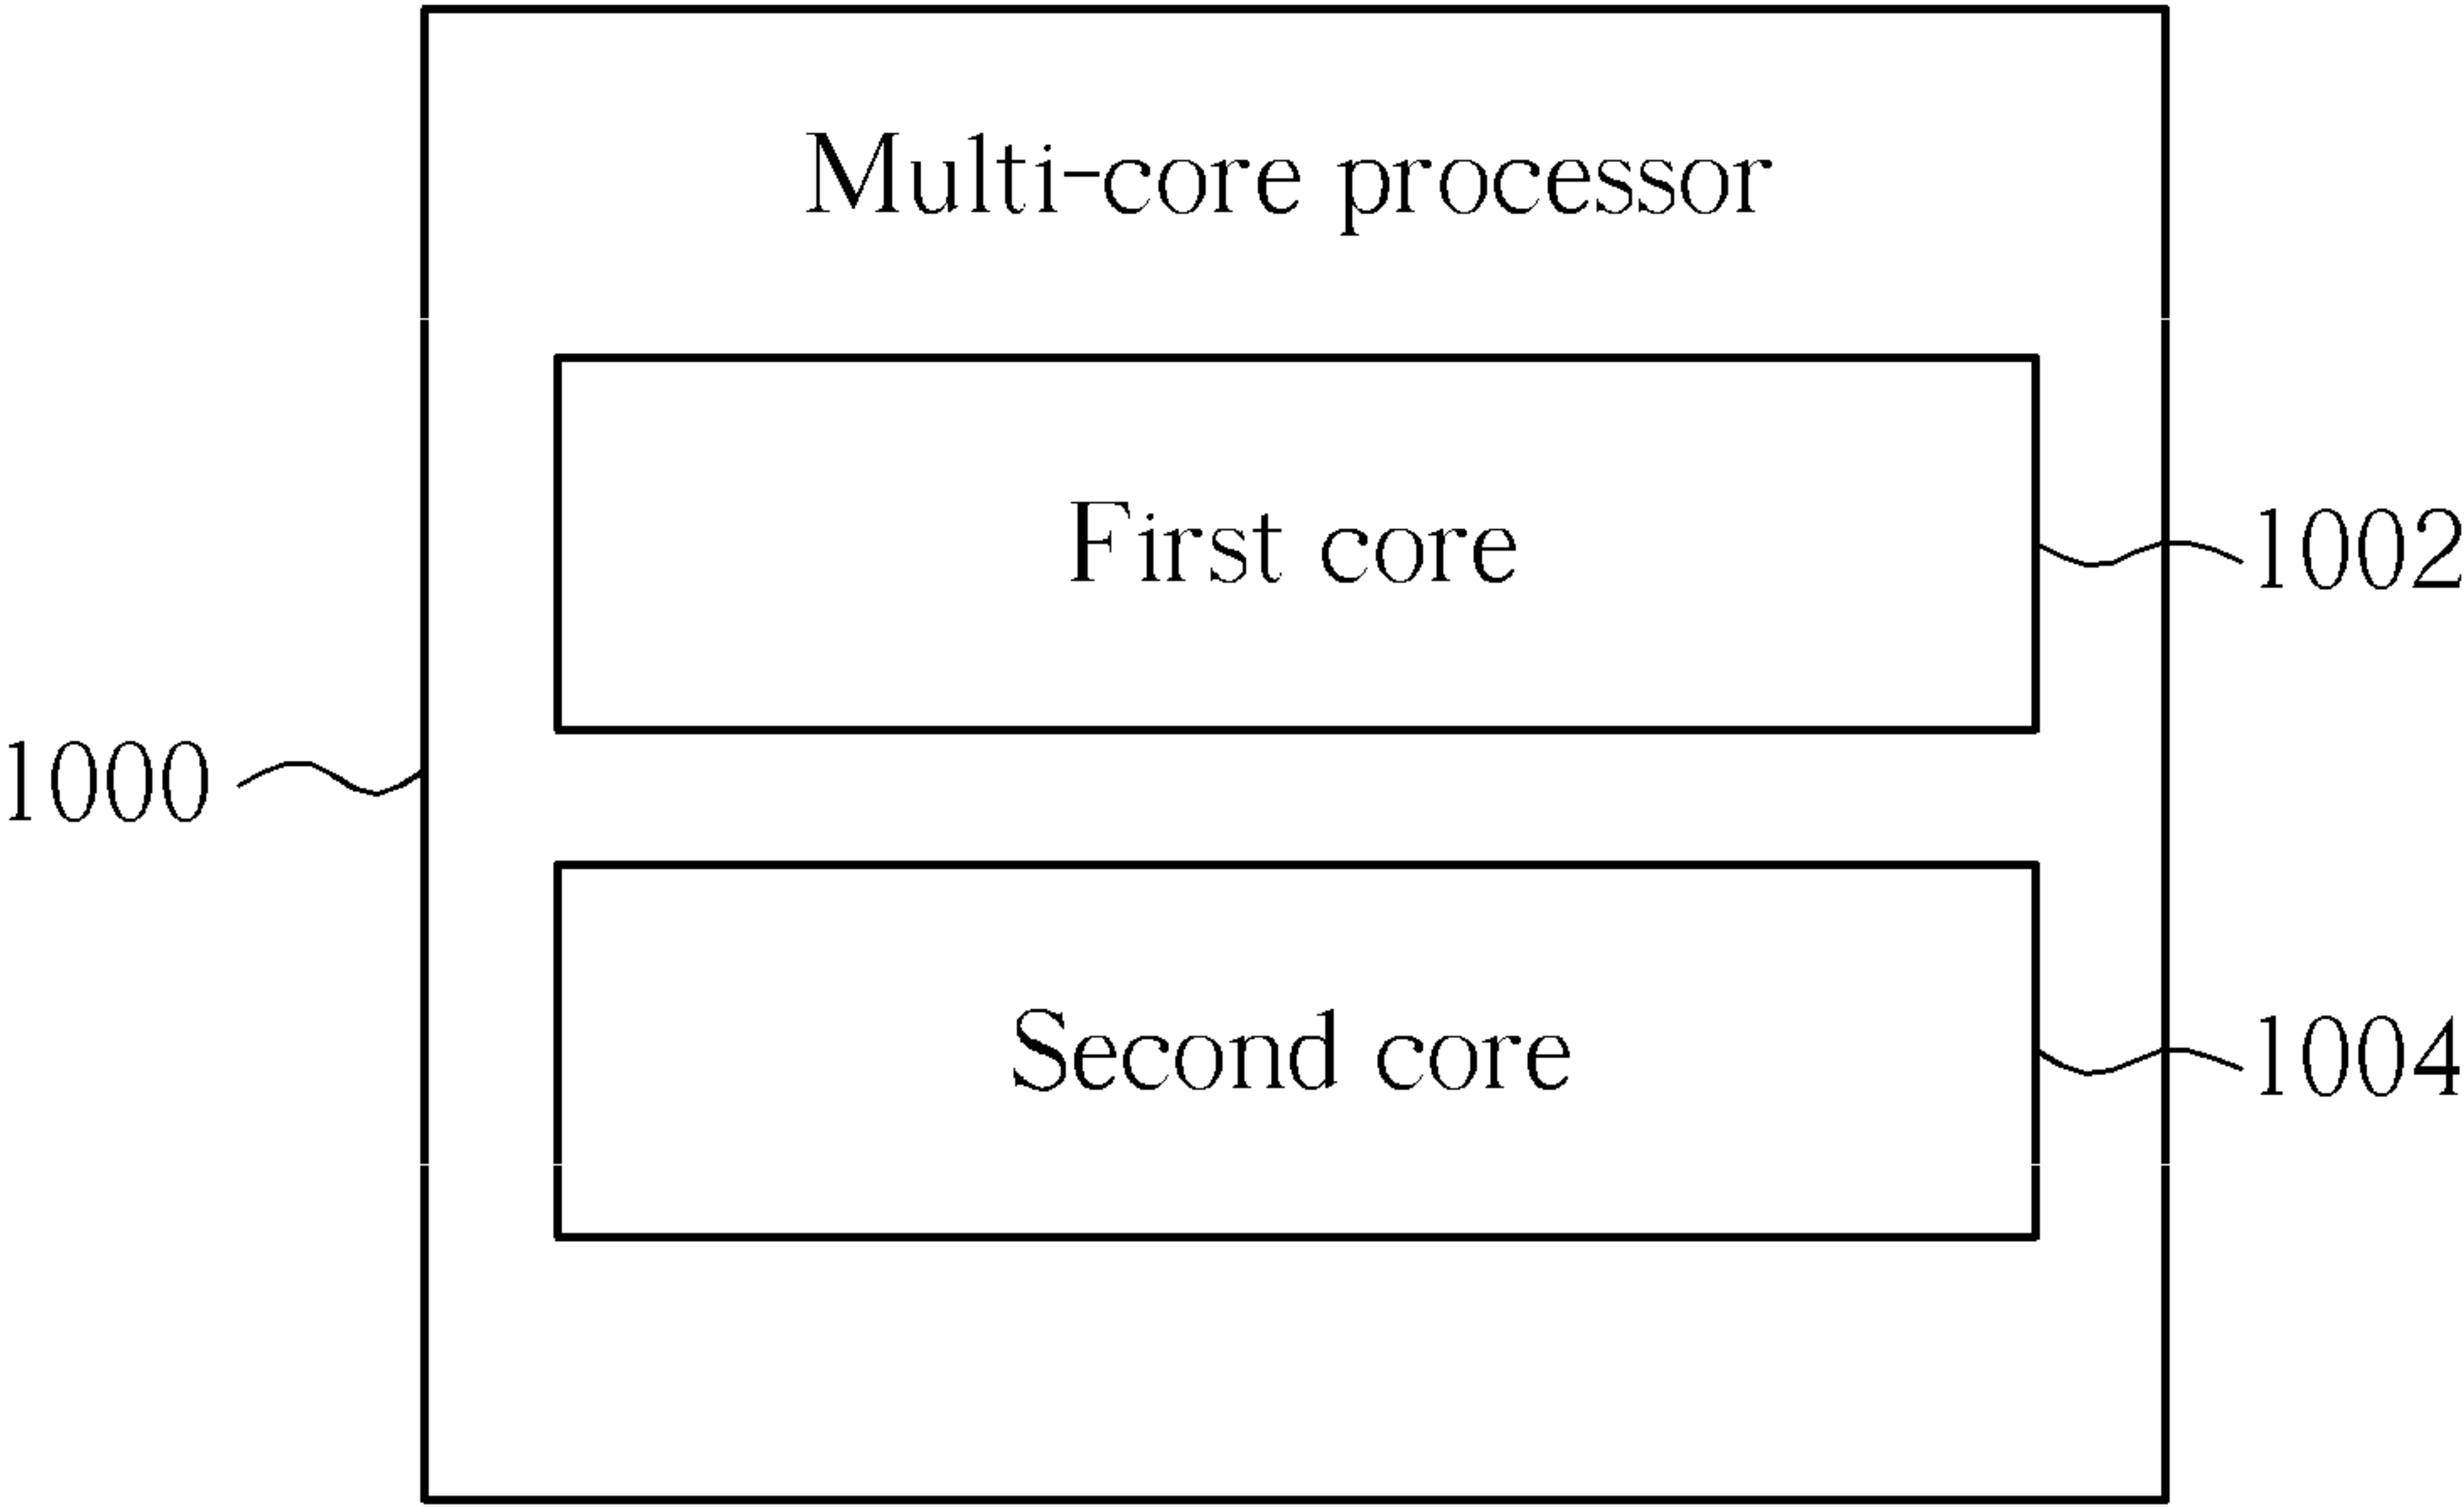 Multi-core processor
First core
1002
1000
Second core
1004